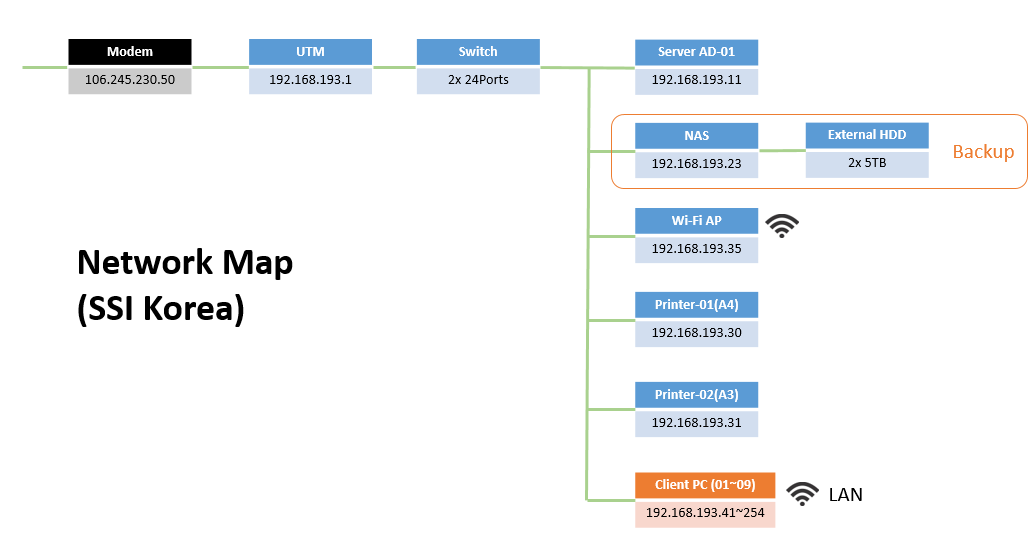 Modem
106.245.230.50
UTM
192.168.193.1
Switch
2x 24Ports
Server AD-01
192.168.193.11
NAS
192.168.193.23
External HDD
2x 5TB
Backup
Wi-Fi AP
192.168.193.35
Network Map
(SSI Korea)
Printer-01(A4)
192.168.193.30
Printer-02(A3)
192.168.193.31
Client PC (01~09)
192.168.193.41~254
LAN